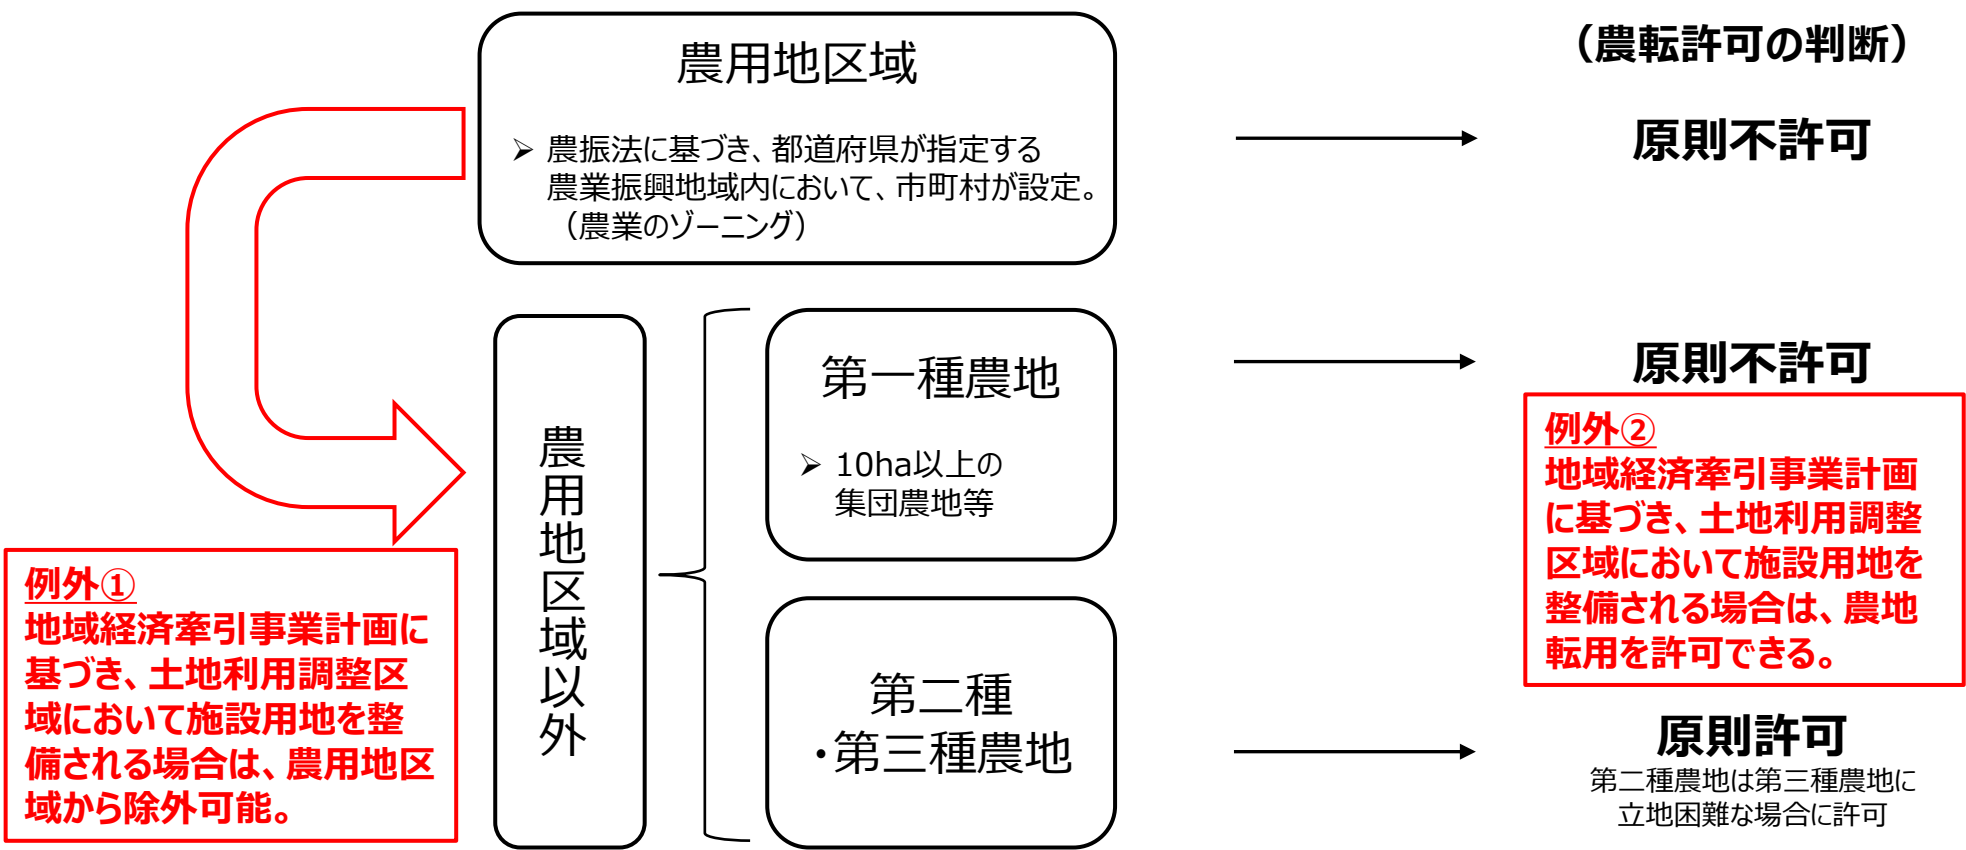 農用地区域
➢ 農振法に基づき、都道府県が指定する
農業振興地域内において、市町村が設定。
（農業のゾーニング）
（農転許可の判断）
原則不許可
農用地区域以外
第一種農地
➢ 10ha以上の
集団農地等
原則不許可
例外②
地域経済牽引事業計画
に基づき、土地利用調整
区域において施設用地を
整備される場合は、農地
転用を許可できる。
例外①
地域経済牽引事業計画に
基づき、土地利用調整区
域において施設用地を整
備される場合は、農用地区
域から除外可能。
第二種
・第三種農地
原則許可
第二種農地は第三種農地に
立地困難な場合に許可